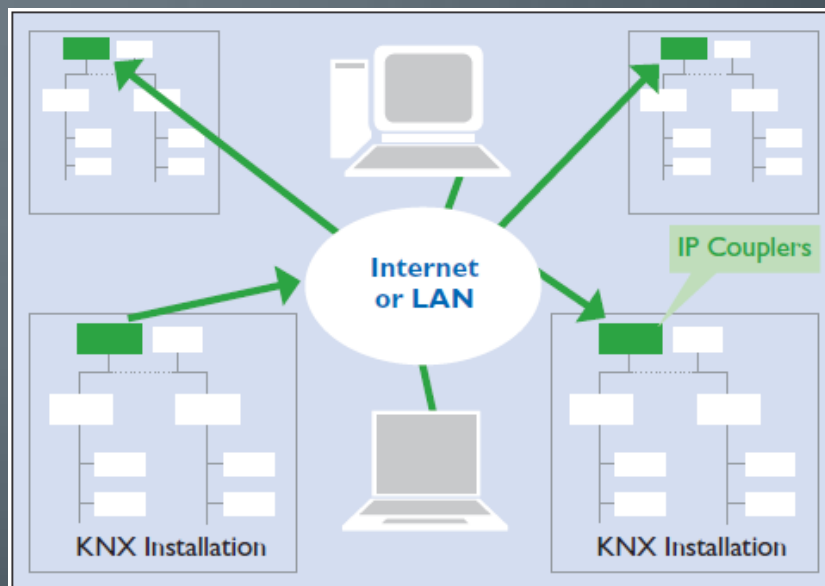 IP Couplers
Internet
or LAN
KNX Installation
KNX Installation